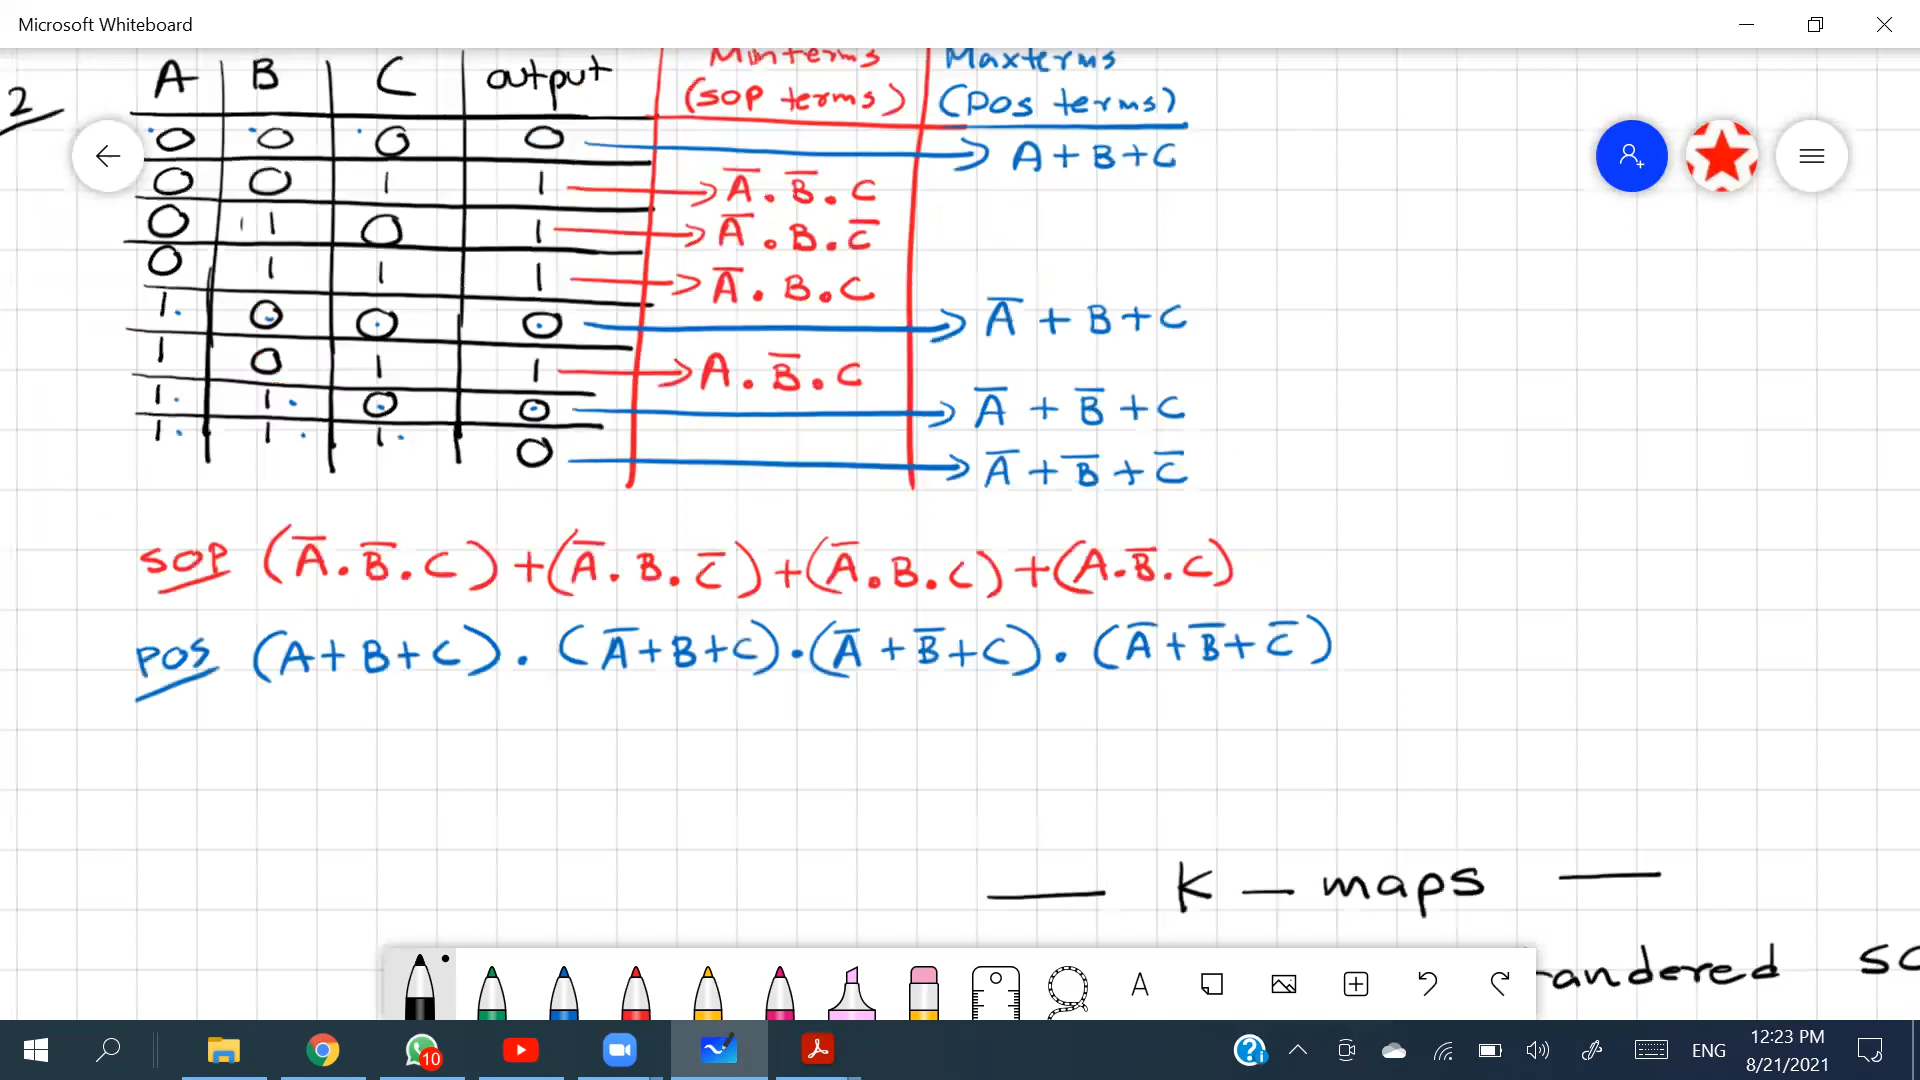 Microsoft Whiteboard
2
A B C output Minterms (SOP terms) Maxterms (POS terms)
0 0 0 0 → A + B + C
0 0 1 1 → A̅ . B̅ . C
0 1 0 1 → A̅ . B . C̅
0 1 1 1 → A̅ . B . C
1 0 0 0 → A̅ + B + C
1 0 1 1 → A . B̅ . C
1 1 0 0 → A̅ + B̅ + C
1 1 1 0 → A̅ + B̅ + C̅
SOP (A̅ . B̅ . C) + (A̅ . B . C̅) + (A̅ . B . C) + (A . B̅ . C)
POS (A + B + C) . (A̅ + B + C) . (A̅ + B̅ + C) . (A̅ + B̅ + C̅)
— K - maps —
andered
A
10
ENG
12:23 PM
8/21/2021